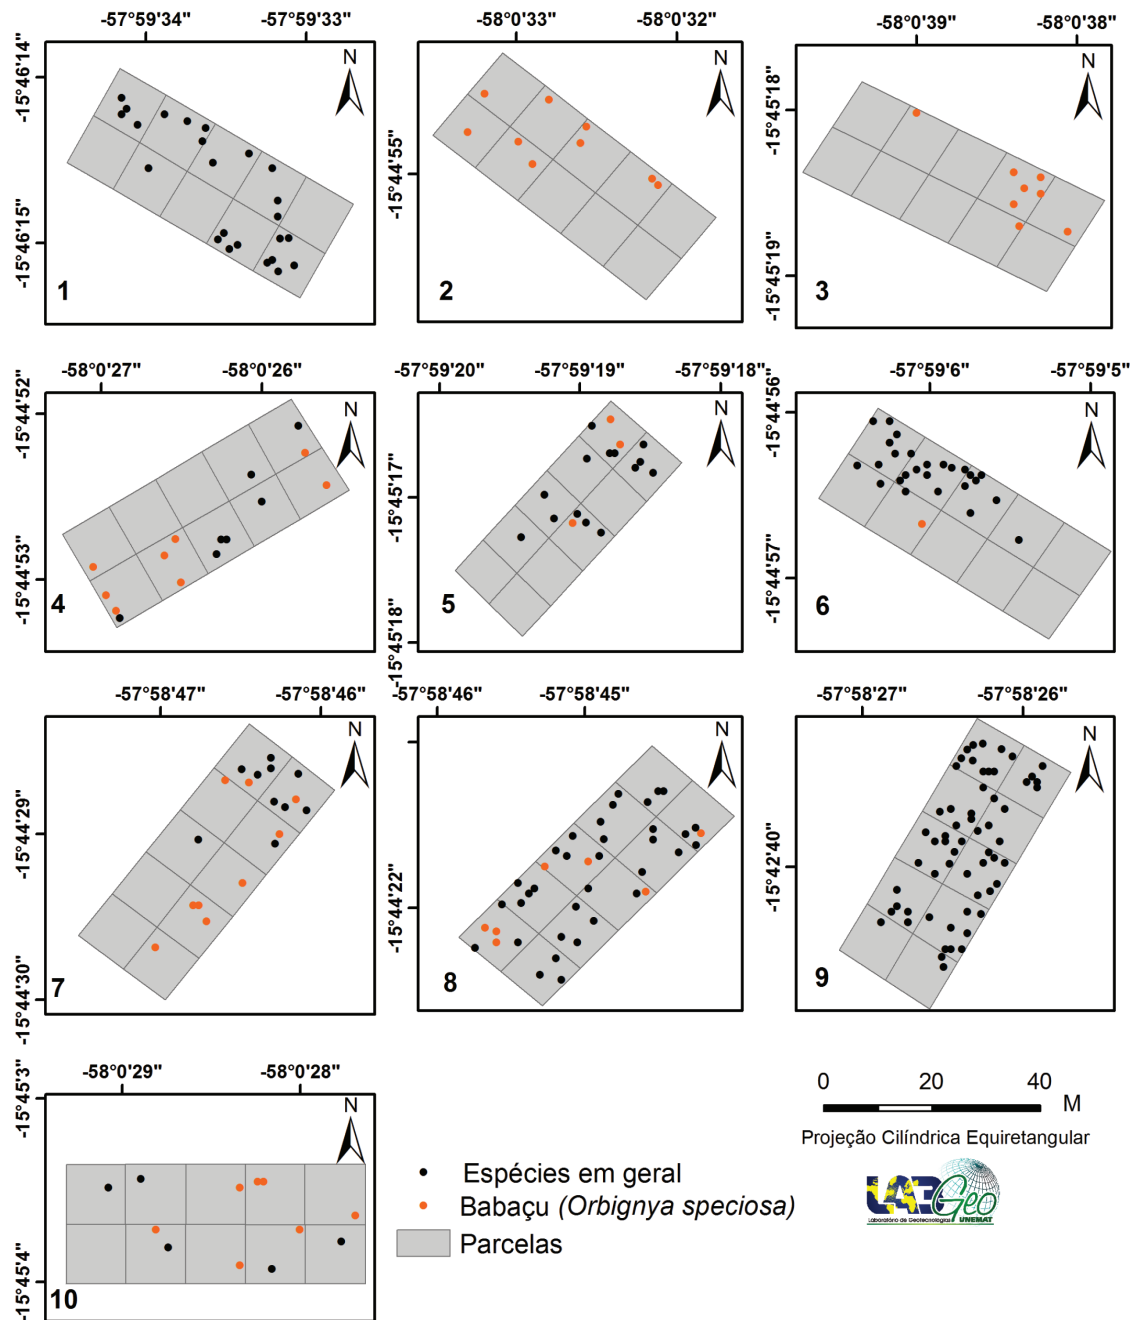 -57°59'34" -57°59'33"
-15°46'14"
-15°46'15"
N
1
-58°0'33" -58°0'32"
-15°44'55"
N
2
-58°0'39" -58°0'38"
-15°45'18"
-15°45'19"
N
3
-58°0'27" -58°0'26"
-15°44'52"
-15°44'53"
N
4
-57°59'20" -57°59'19" -57°59'18"
-15°45'17"
-15°45'18"
N
5
-57°59'6" -57°59'5"
-15°44'56"
-15°44'57"
N
6
-57°58'47" -57°58'46"
-15°44'29"
-15°44'30"
N
7
-57°58'46" -57°58'45"
-15°44'22"
N
8
-57°58'27" -57°58'26"
-15°42'40"
N
9
-58°0'29" -58°0'28"
-15°45'3"
-15°45'4"
N
10
0 20 40
M
Projeção Cilíndrica Equiretangular
Espécies em geral
Babaçu (Orbignya speciosa)
Parcelas
LAB Geo
Laboratório de Geotecnologias UNEMAT